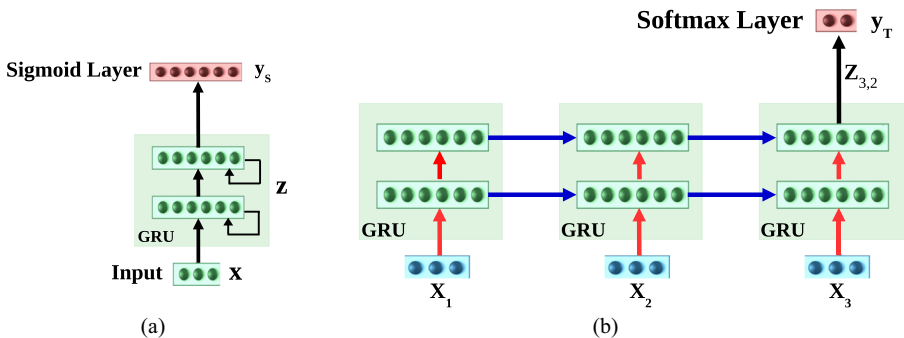 Sigmoid Layer
y_S
z
GRU
Input
x
(a)
Softmax Layer
y_T
Z_3,2
GRU
GRU
GRU
X_1
X_2
X_3
(b)